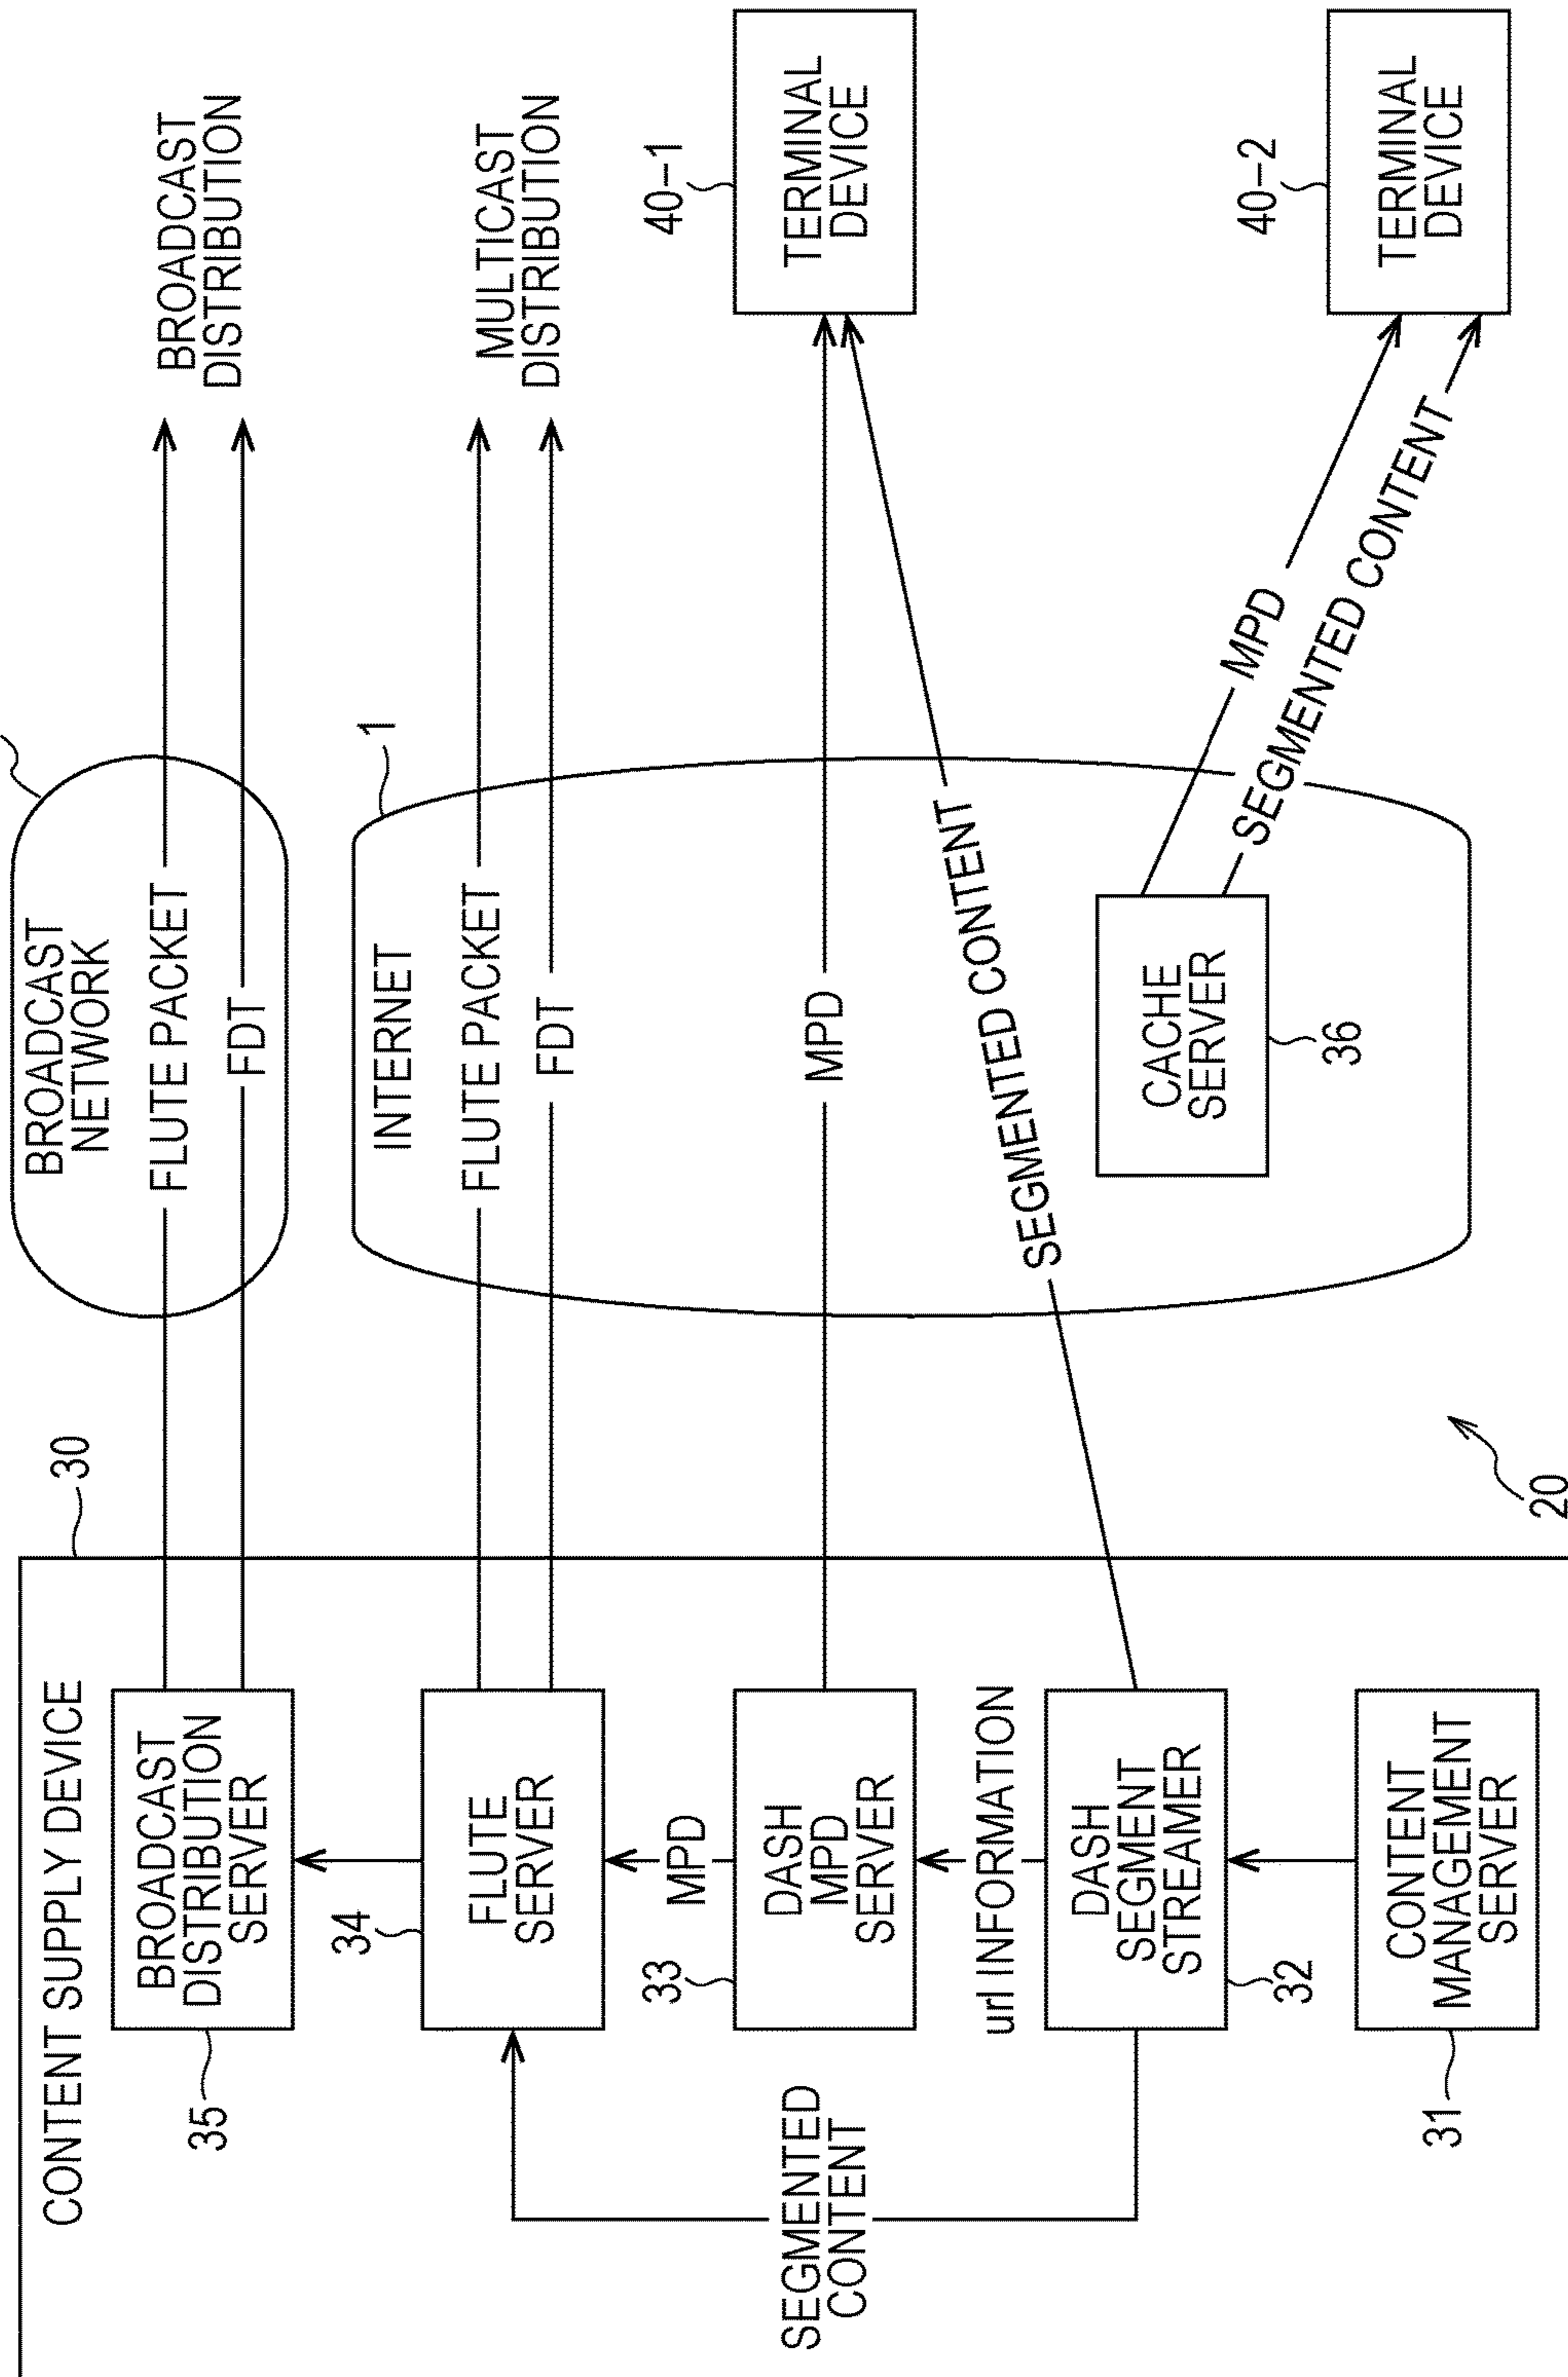 CONTENT SUPPLY DEVICE
30
BROADCAST
DISTRIBUTION
SERVER
35
FLUTE
SERVER
34
MPD
DASH
MPD
SERVER
33
url INFORMATION
DASH
SEGMENT
STREAMER
32
CONTENT
MANAGEMENT
SERVER
31
SEGMENTED
CONTENT
BROADCAST
NETWORK
FLUTE PACKET
FDT
BROADCAST
DISTRIBUTION
INTERNET
1
FLUTE PACKET
FDT
MULTICAST
DISTRIBUTION
MPD
SEGMENTED CONTENT
CACHE
SERVER
36
MPD
SEGMENTED CONTENT
40-1
TERMINAL
DEVICE
40-2
TERMINAL
DEVICE
20